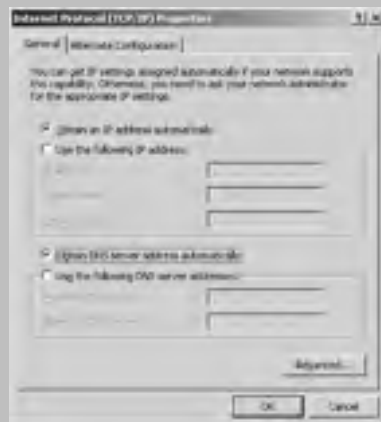 Internet Protocol (TCP/IP) Properties
General Alternate Configuration
You can get IP settings assigned automatically if your network supports
this capability. Otherwise, you need to ask your network administrator
for the appropriate IP settings.
Obtain an IP address automatically
Use the following IP address:
Obtain DNS server address automatically
Use the following DNS server addresses:
Advanced...
OK Cancel